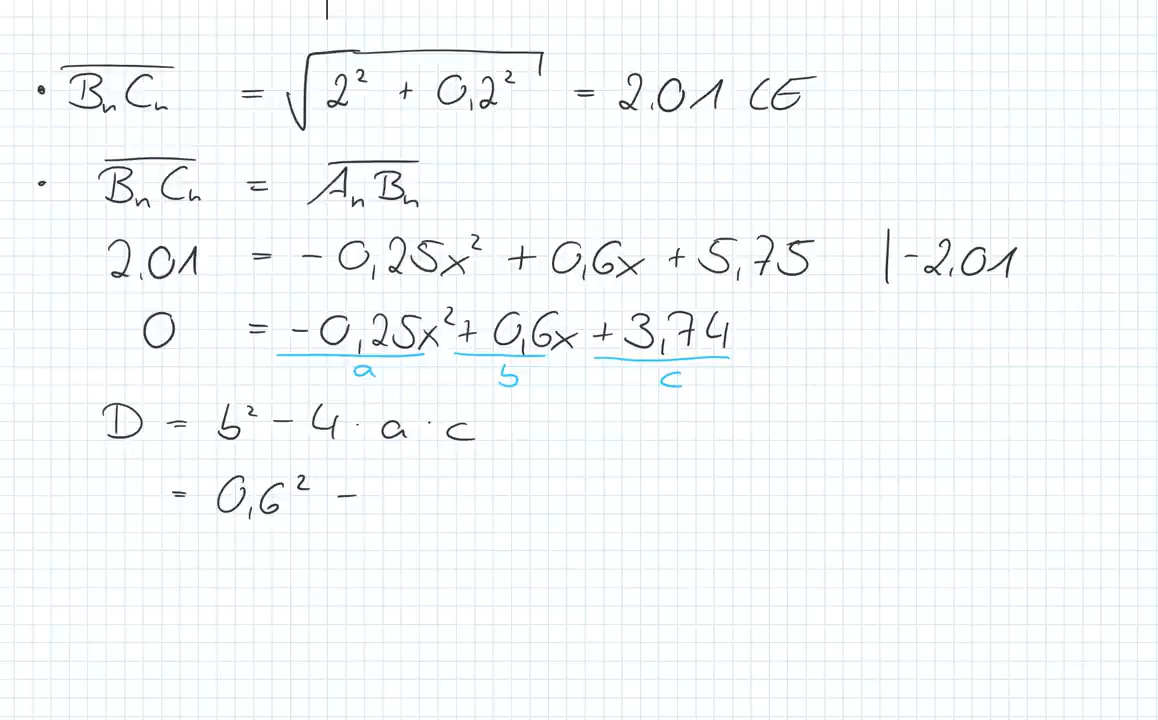 • B̅ₙC̅ₙ = √(2² + 0,2²) = 2,01 LE
• B̅ₙC̅ₙ = A̅ₙB̅ₙ
2,01 = -0,25x² + 0,6x + 5,75 | -2,01
0 = -0,25x² + 0,6x + 3,74
a b c
D = b² - 4 · a · c
= 0,6² -